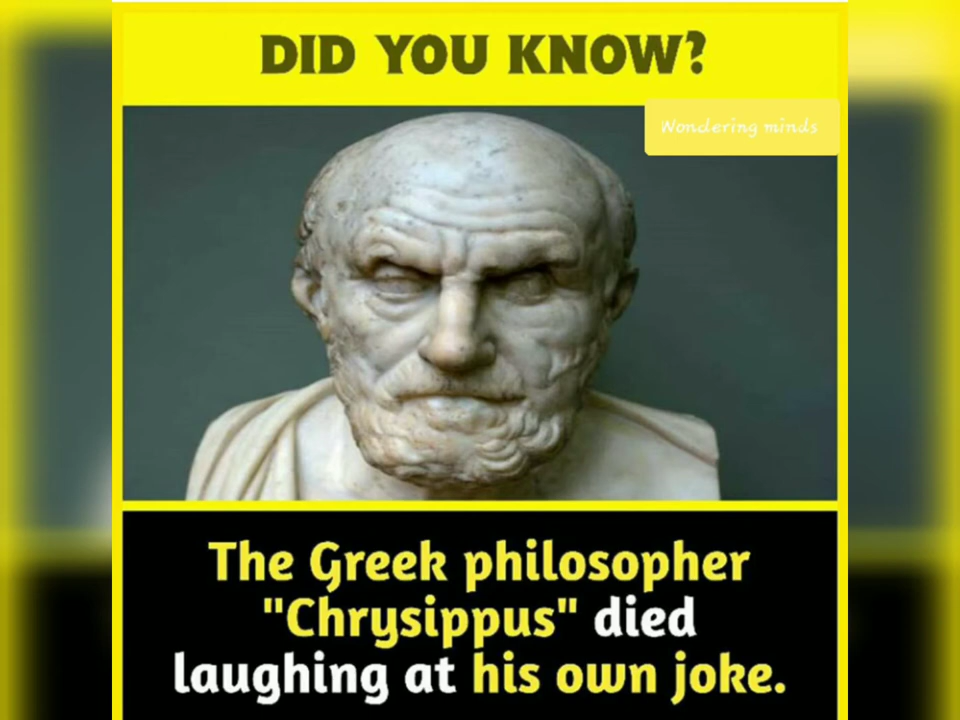 DID YOU KNOW?
Wondering minds
The Greek philosopher
"Chrysippus" died
laughing at his own joke.